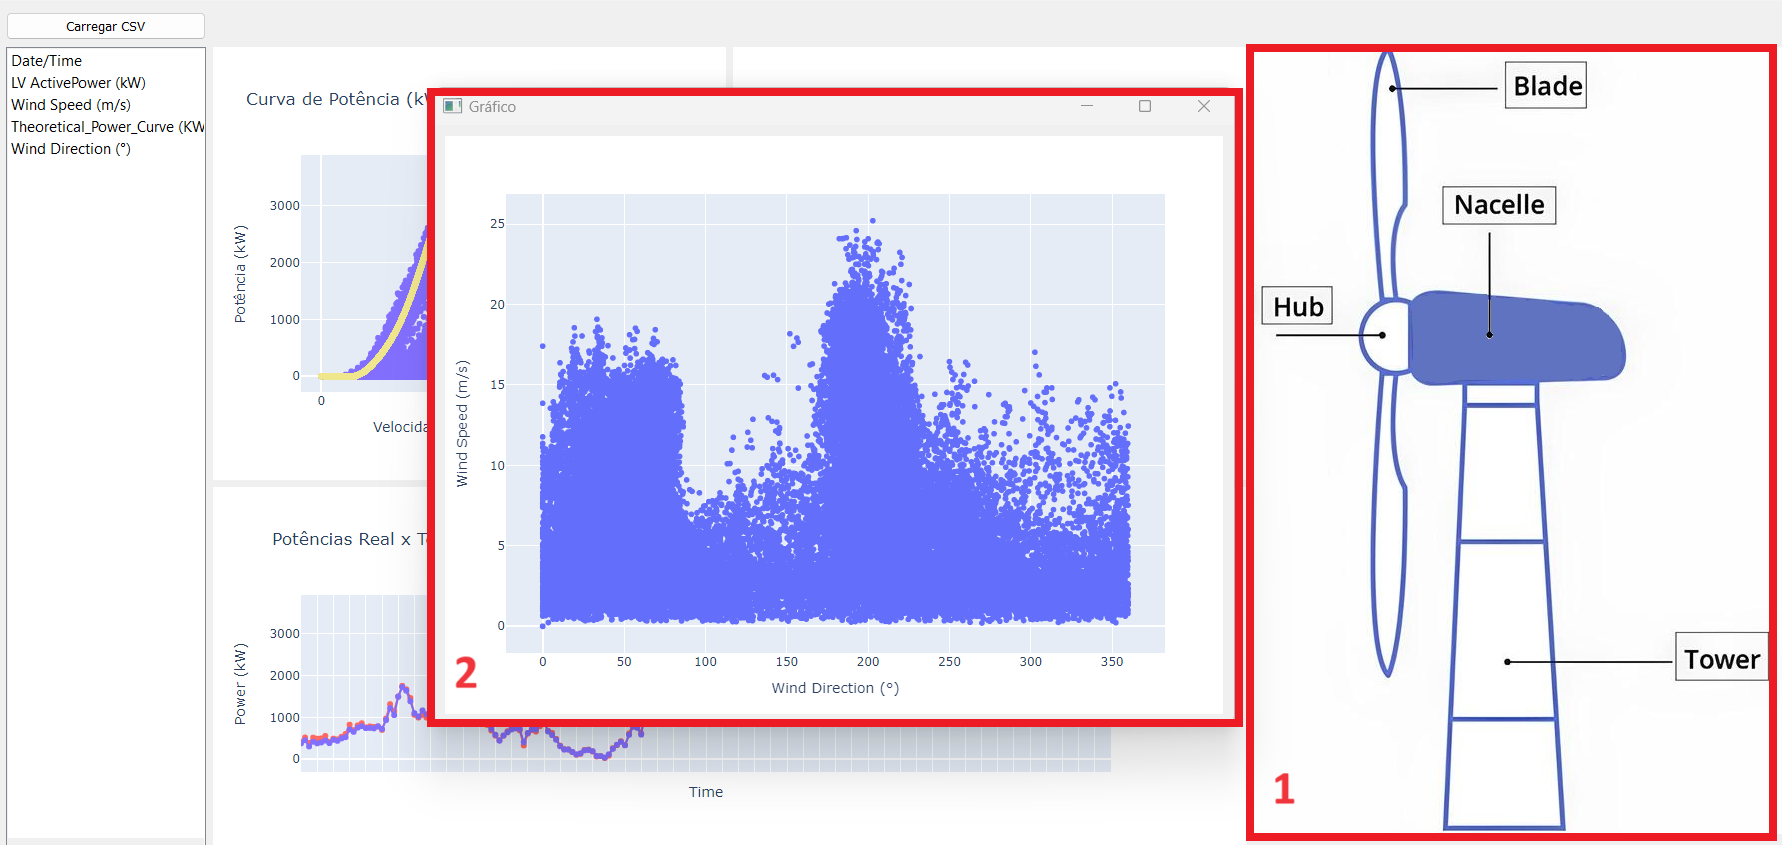 Carregar CSV
Date/Time
LV ActivePower (kW)
Wind Speed (m/s)
Theoretical_Power_Curve (KW
Wind Direction (°)
Curva de Potência (k
Potência (kW)
3000
2000
1000
0
0
Velocida
Potências Real x T
Power (kW)
3000
2000
1000
0
Time
Gráfico
Wind Speed (m/s)
25
20
15
10
5
0
0 50 100 150 200 250 300 350
Wind Direction (°)
2
Blade
Nacelle
Hub
Tower
1